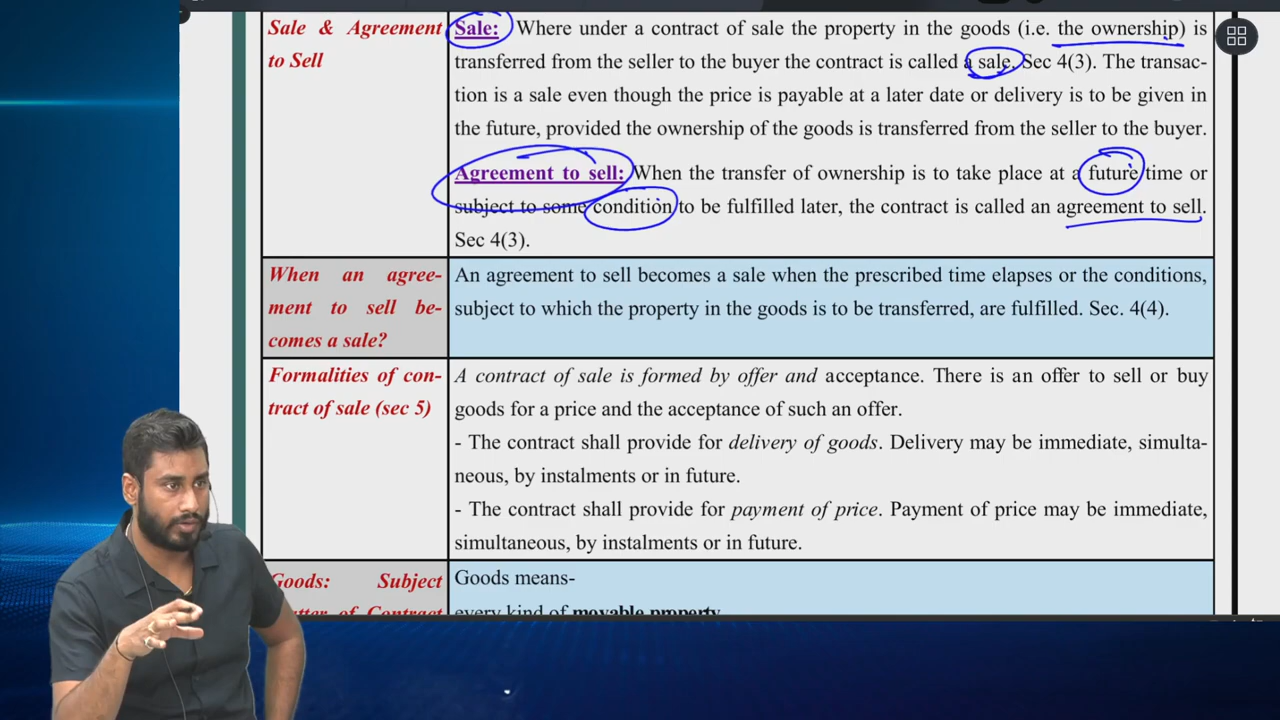 Sale & Agreement
to Sell
Sale: Where under a contract of sale the property in the goods (i.e. the ownership) is
transferred from the seller to the buyer the contract is called a sale. Sec 4(3). The transac-
tion is a sale even though the price is payable at a later date or delivery is to be given in
the future, provided the ownership of the goods is transferred from the seller to the buyer.
Agreement to sell: When the transfer of ownership is to take place at a future time or
subject to some condition to be fulfilled later, the contract is called an agreement to sell.
Sec 4(3).
When an agree-
ment to sell be-
comes a sale?
An agreement to sell becomes a sale when the prescribed time elapses or the conditions,
subject to which the property in the goods is to be transferred, are fulfilled. Sec. 4(4).
Formalities of con-
tract of sale (sec 5)
A contract of sale is formed by offer and acceptance. There is an offer to sell or buy
goods for a price and the acceptance of such an offer.
- The contract shall provide for delivery of goods. Delivery may be immediate, simulta-
neous, by instalments or in future.
- The contract shall provide for payment of price. Payment of price may be immediate,
simultaneous, by instalments or in future.
Goods: Subject
of Contract
Goods means-
every kind of movable property